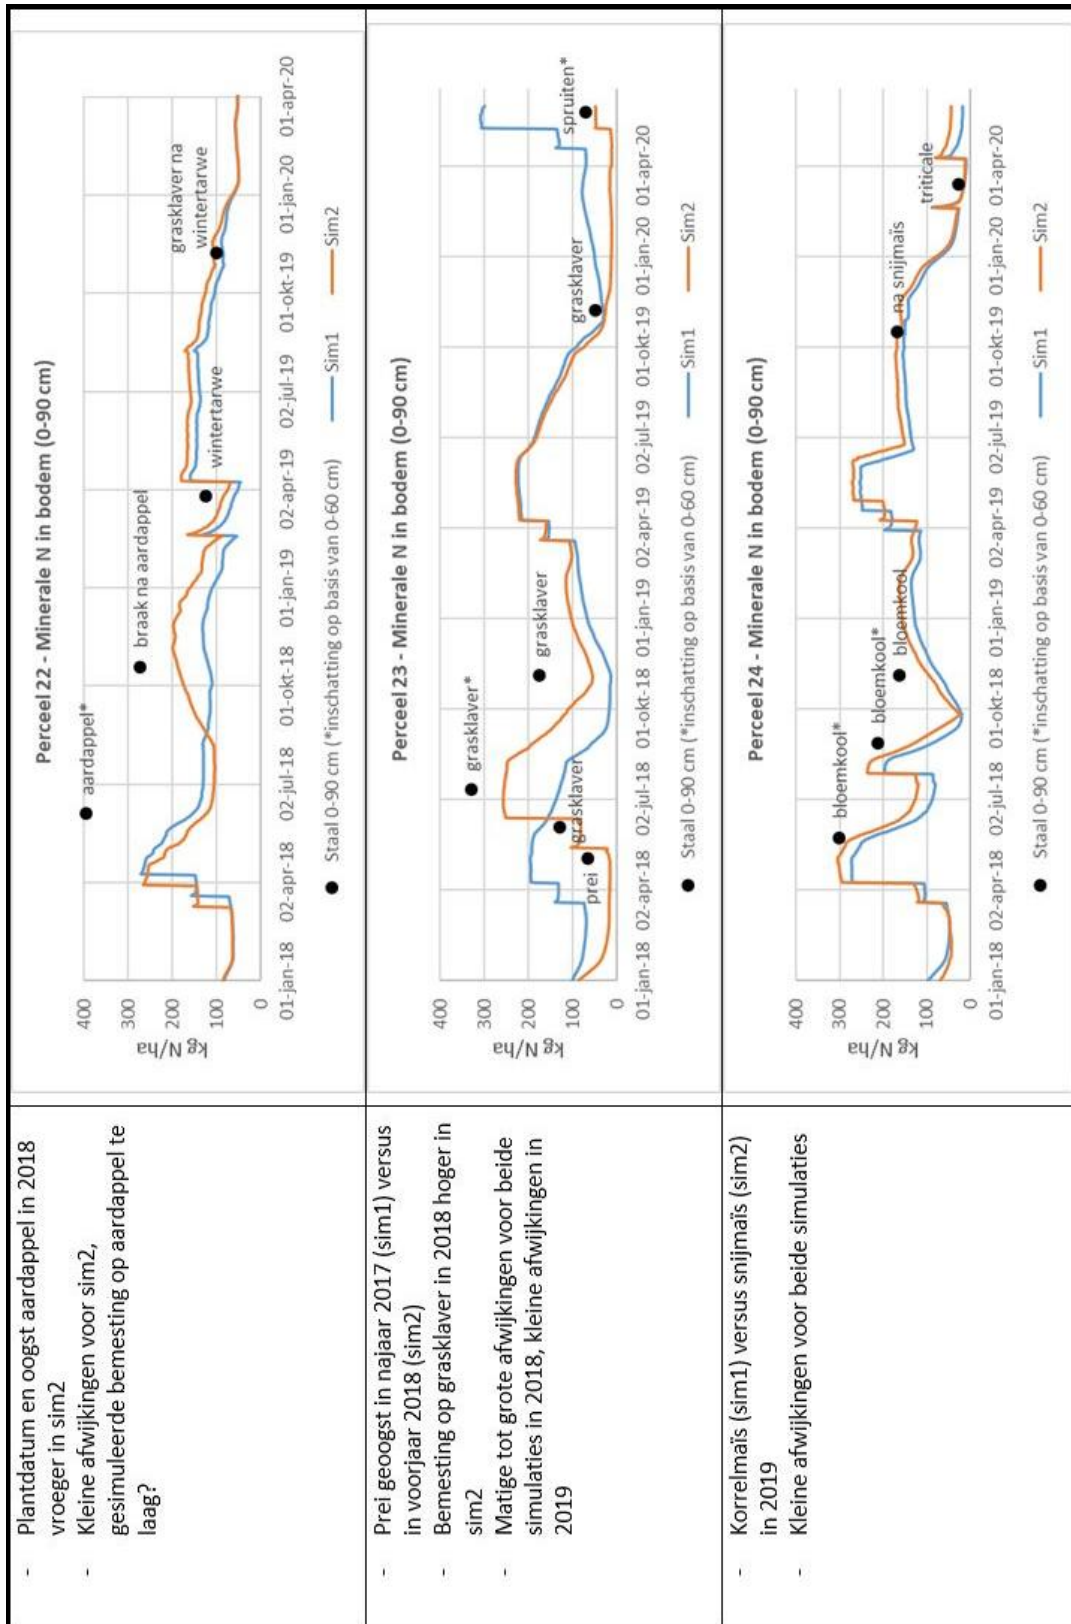 - Plantdatum en oogst aardappel in 2018
vroeger in sim2
- Kleine afwijkingen voor sim2,
gesimuleerde bemesting op aardappel te
laag?
Perceel 22 - Minerale N in bodem (0-90 cm)
kg N/ha
400
300
200
100
0
aardappel*
braak na aardappel
wintertarwe
grasklaver na
wintertarwe
01-jan-18 02-apr-18 02-jul-18 01-okt-18 01-jan-19 02-apr-19 02-jul-19 01-okt-19 01-jan-20 01-apr-20
Staal 0-90 cm (*inschatting op basis van 0-60 cm) Sim1 Sim2
- Prei geoogst in najaar 2017 (sim1) versus
in voorjaar 2018 (sim2)
- Bemesting op grasklaver in 2018 hoger in
sim2
- Matige tot grote afwijkingen voor beide
simulaties in 2018, kleine afwijkingen in
2019
Perceel 23 - Minerale N in bodem (0-90 cm)
kg N/ha
400
300
200
100
0
prei
grasklaver
grasklaver*
grasklaver
grasklaver
spruiten*
01-jan-18 02-apr-18 02-jul-18 01-okt-18 01-jan-19 02-apr-19 02-jul-19 01-okt-19 01-jan-20 01-apr-20
Staal 0-90 cm (*inschatting op basis van 0-60 cm) Sim1 Sim2
- Korrelmaïs (sim1) versus snijmaïs (sim2)
in 2019
- Kleine afwijkingen voor beide simulaties
Perceel 24 - Minerale N in bodem (0-90 cm)
kg N/ha
400
300
200
100
0
bloemkool*
bloemkool*
bloemkool
na snijmaïs
triticale
01-jan-18 02-apr-18 02-jul-18 01-okt-18 01-jan-19 02-apr-19 02-jul-19 01-okt-19 01-jan-20 01-apr-20
Staal 0-90 cm (*inschatting op basis van 0-60 cm) Sim1 Sim2